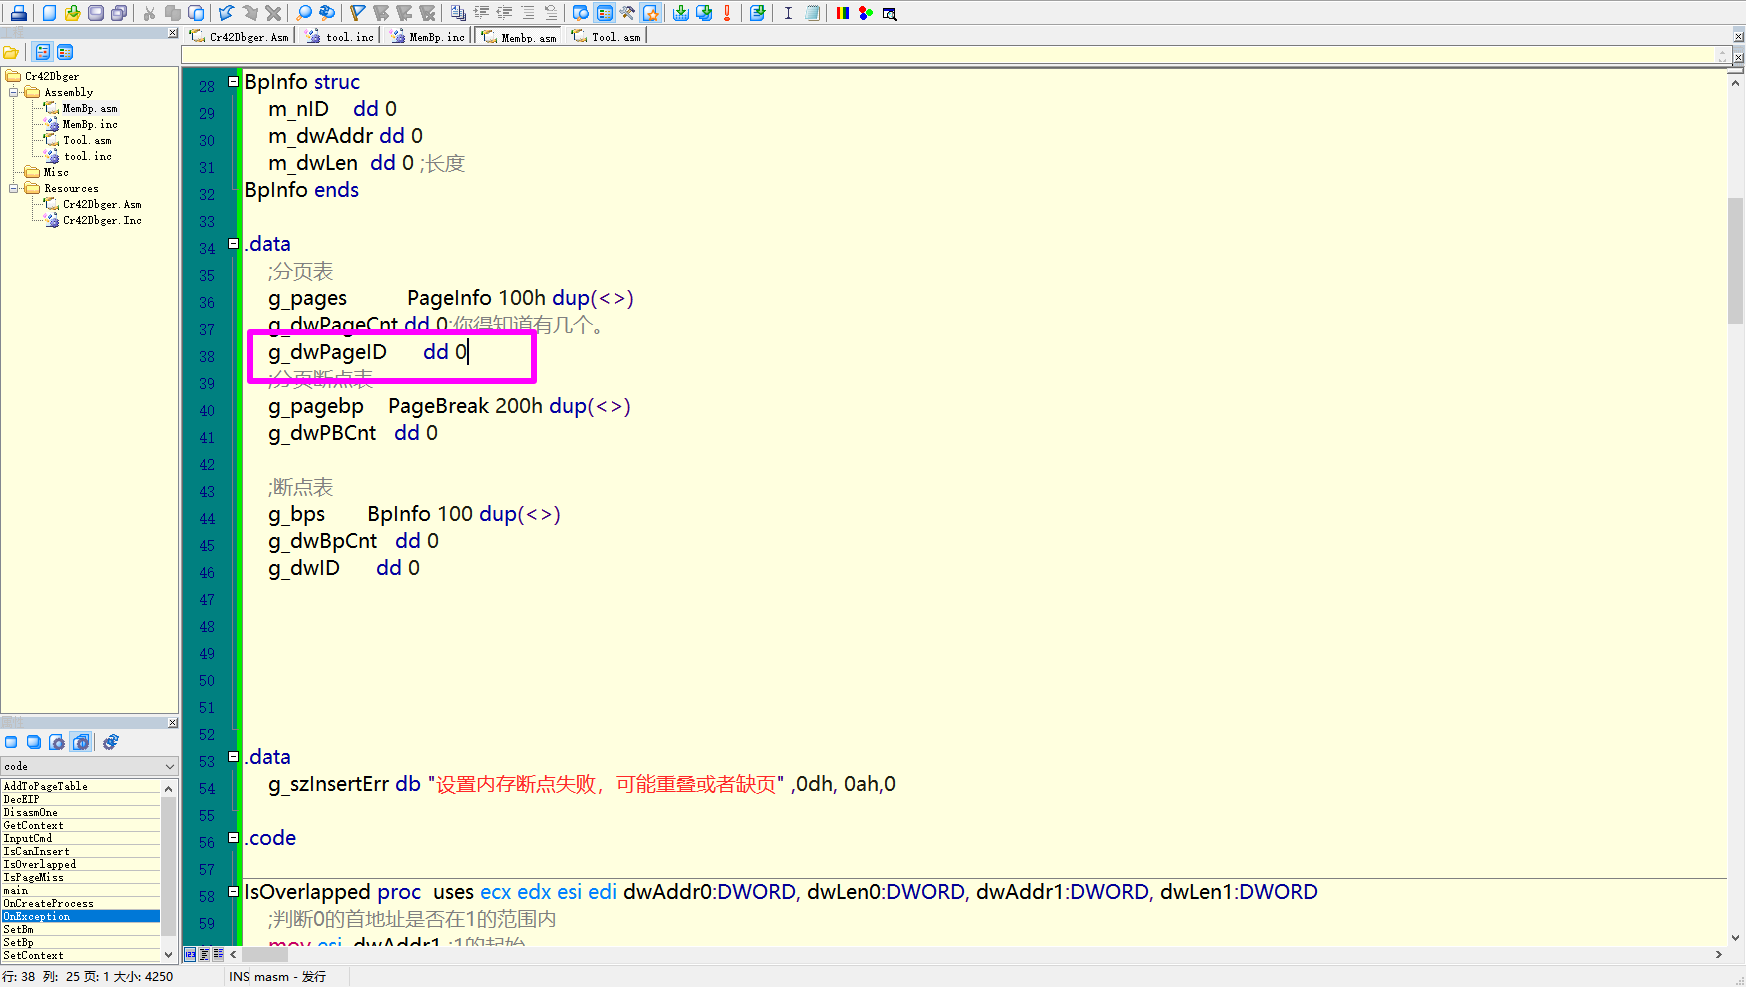 Cr42Dbger.Asm
tool.inc
MemBp.inc
Membp.asm
Tool.asm
Cr42Dbger
Assembly
MemBp.asm
MemBp.inc
Tool.asm
tool.inc
Misc
Resources
Cr42Dbger.Asm
Cr42Dbger.Inc
code
AddToPageTable
DecEIP
DisasmOne
GetContext
InputCmd
IsCanInsert
IsOverlapped
IsPageMiss
main
OnCreateProcess
OnException
SetBm
SetBp
SetContext
28 BpInfo struc
29 m_nID dd 0
30 m_dwAddr dd 0
31 m_dwLen dd 0 ;长度
32 BpInfo ends
33
34 .data
35 ;分页表
36 g_pages PageInfo 100h dup(<>)
37 g_dwPageCnt dd 0;你得知道有几个。
38 g_dwPageID dd 0
39 ;分页断点表
40 g_pagebp PageBreak 200h dup(<>)
41 g_dwPBCnt dd 0
42
43 ;断点表
44 g_bps BpInfo 100 dup(<>)
45 g_dwBpCnt dd 0
46 g_dwID dd 0
47
48
49
50
51
52
53 .data
54 g_szInsertErr db "设置内存断点失败，可能重叠或者缺页" ,0dh, 0ah,0
55
56 .code
57
58 IsOverlapped proc uses ecx edx esi edi dwAddr0:DWORD, dwLen0:DWORD, dwAddr1:DWORD, dwLen1:DWORD
59 ;判断0的首地址是否在1的范围内
mov esi, dwAddr1 ;1的起始
行: 38 列: 25 页: 1 大小: 4250
INS masm - 发行